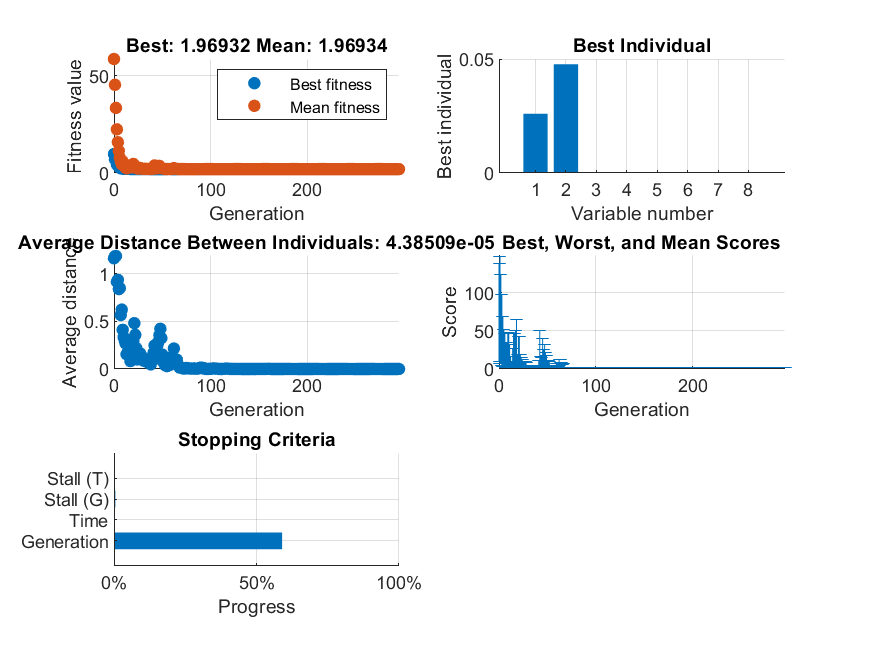 Best: 1.96932 Mean: 1.96934
Fitness value
50
0
Best fitness
Mean fitness
0 100 200
Generation
Best Individual
Best individual
0.05
0
1 2 3 4 5 6 7 8
Variable number
Average Distance Between Individuals: 4.38509e-05
Average distance
1
0.5
0
0 100 200
Generation
Best, Worst, and Mean Scores
Score
100
50
0
0 100 200
Generation
Stopping Criteria
Stall (T)
Stall (G)
Time
Generation
0% 50% 100%
Progress